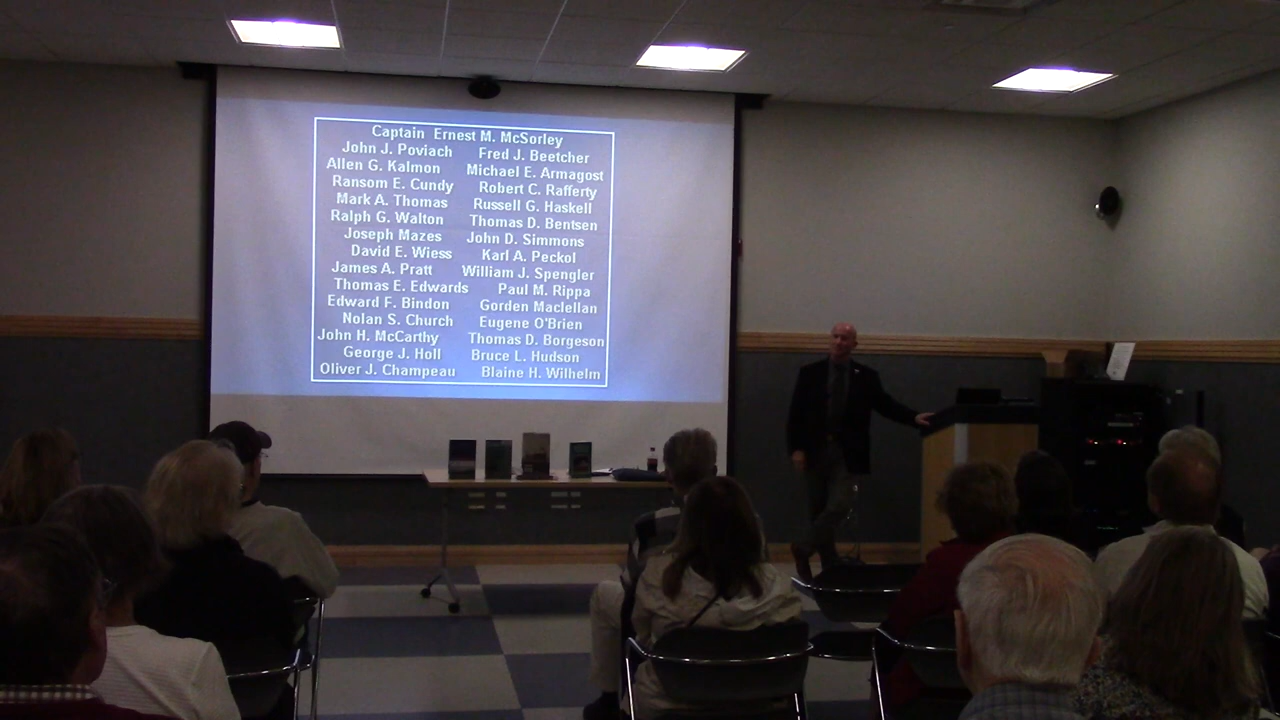 Captain Ernest M. McSorley
John J. Poviach Fred J. Beetcher
Allen G. Kalmon Michael E. Armagost
Ransom E. Cundy Robert C. Rafferty
Mark A. Thomas Russell G. Haskell
Ralph G. Walton Thomas D. Bentsen
Joseph Mazes John D. Simmons
David E. Wiess Karl A. Peckol
James A. Pratt William J. Spengler
Thomas E. Edwards Paul M. Rippa
Edward F. Bindon Gorden Maclellan
Nolan S. Church Eugene O'Brien
John H. McCarthy Thomas D. Borgeson
George J. Holl Bruce L. Hudson
Oliver J. Champeau Blaine H. Wilhelm